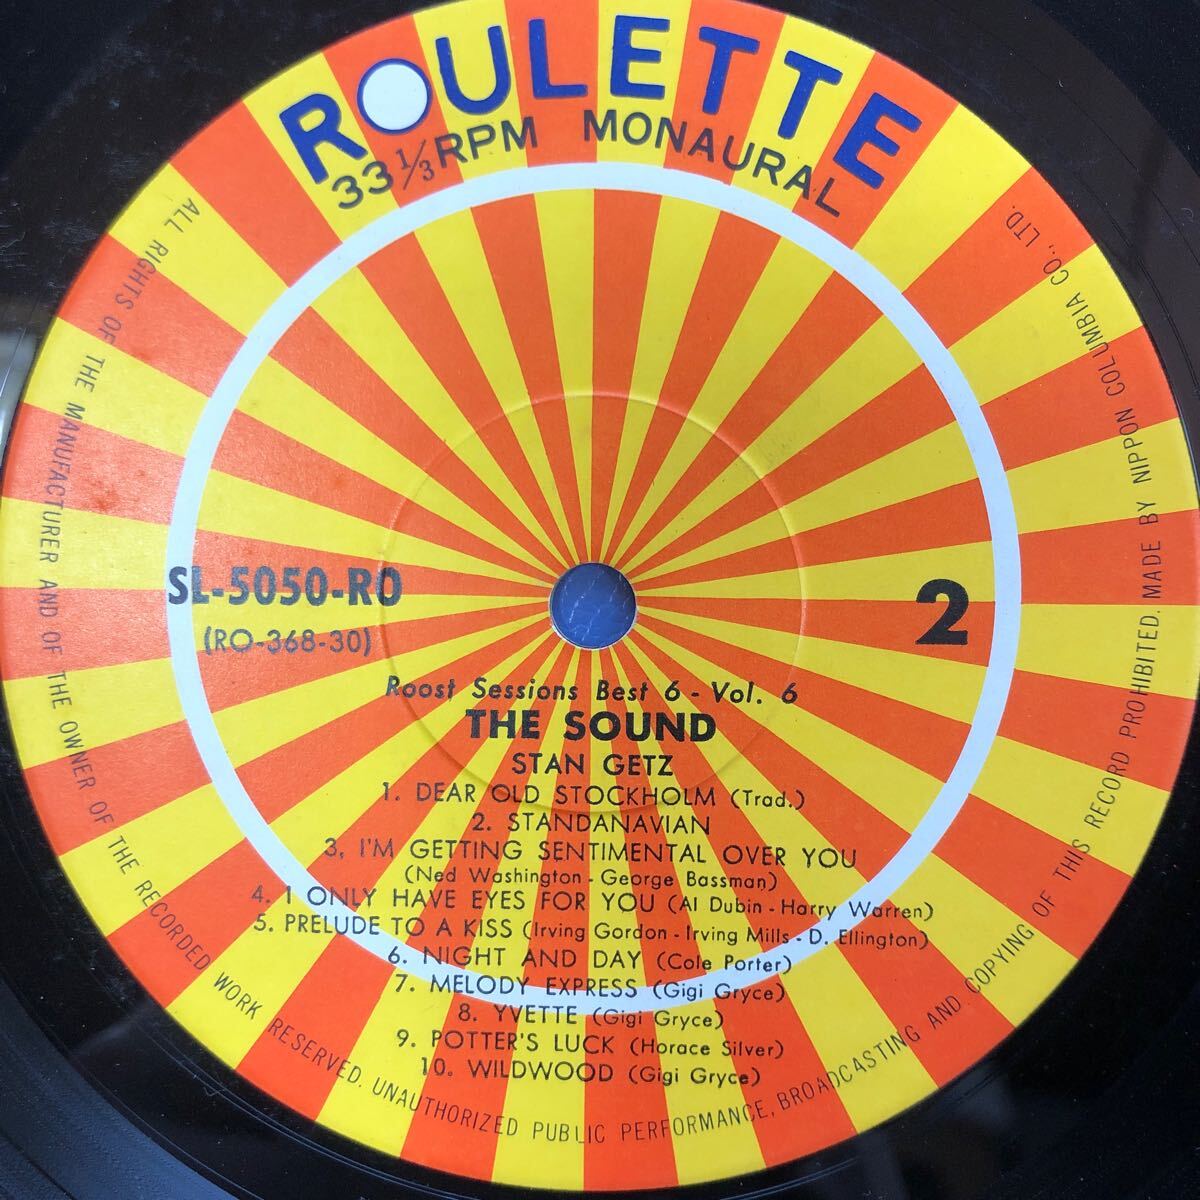 ROULETTE
33 1/3 RPM MONAURAL
SL-5050-RO
(RO-368-30)
2
Roost Sessions Best 6 - Vol. 6
THE SOUND
STAN GETZ
1. DEAR OLD STOCKHOLM (Trad.)
2. STANDANAVIAN
3, I'M GETTING SENTIMENTAL OVER YOU
(Ned Washington - George Bassman)
4. I ONLY HAVE EYES FOR YOU (Al Dubin - Harry Warren)
5. PRELUDE TO A KISS (Irving Gordon - Irving Mills - D. Ellington)
6. NIGHT AND DAY (Cole Porter)
7. MELODY EXPRESS (Gigi Gryce)
8. YVETTE (Gigi Gryce)
9. POTTER'S LUCK (Horace Silver)
10. WILDWOOD (Gigi Gryce)
ALL RIGHTS OF THE MANUFACTURER AND OF THE OWNER OF THE RECORDED WORK RESERVED. UNAUTHORIZED PUBLIC PERFORMANCE, BROADCASTING AND COPYING OF THIS RECORD PROHIBITED. MADE BY NIPPON COLUMBIA CO., LTD.